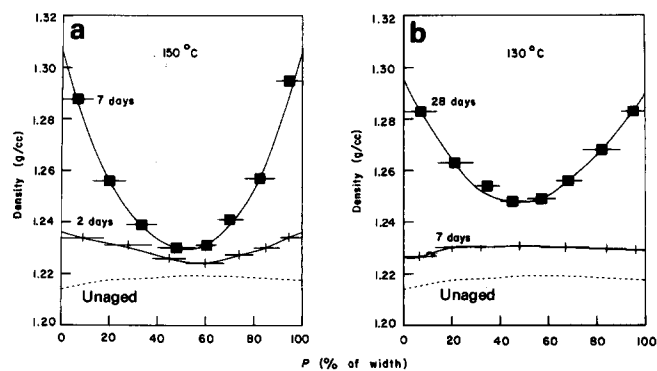 a
150 °C
Density (g/cc)
1.32
1.31
1.30
1.28
1.26
1.24
1.22
1.20
7 days
2 days
Unaged
0
20
40
60
80
100
b
130 °C
Density (g/cc)
1.32
1.30
1.28
1.26
1.24
1.22
1.20
28 days
7 days
Unaged
0
20
40
60
80
100
P (% of width)